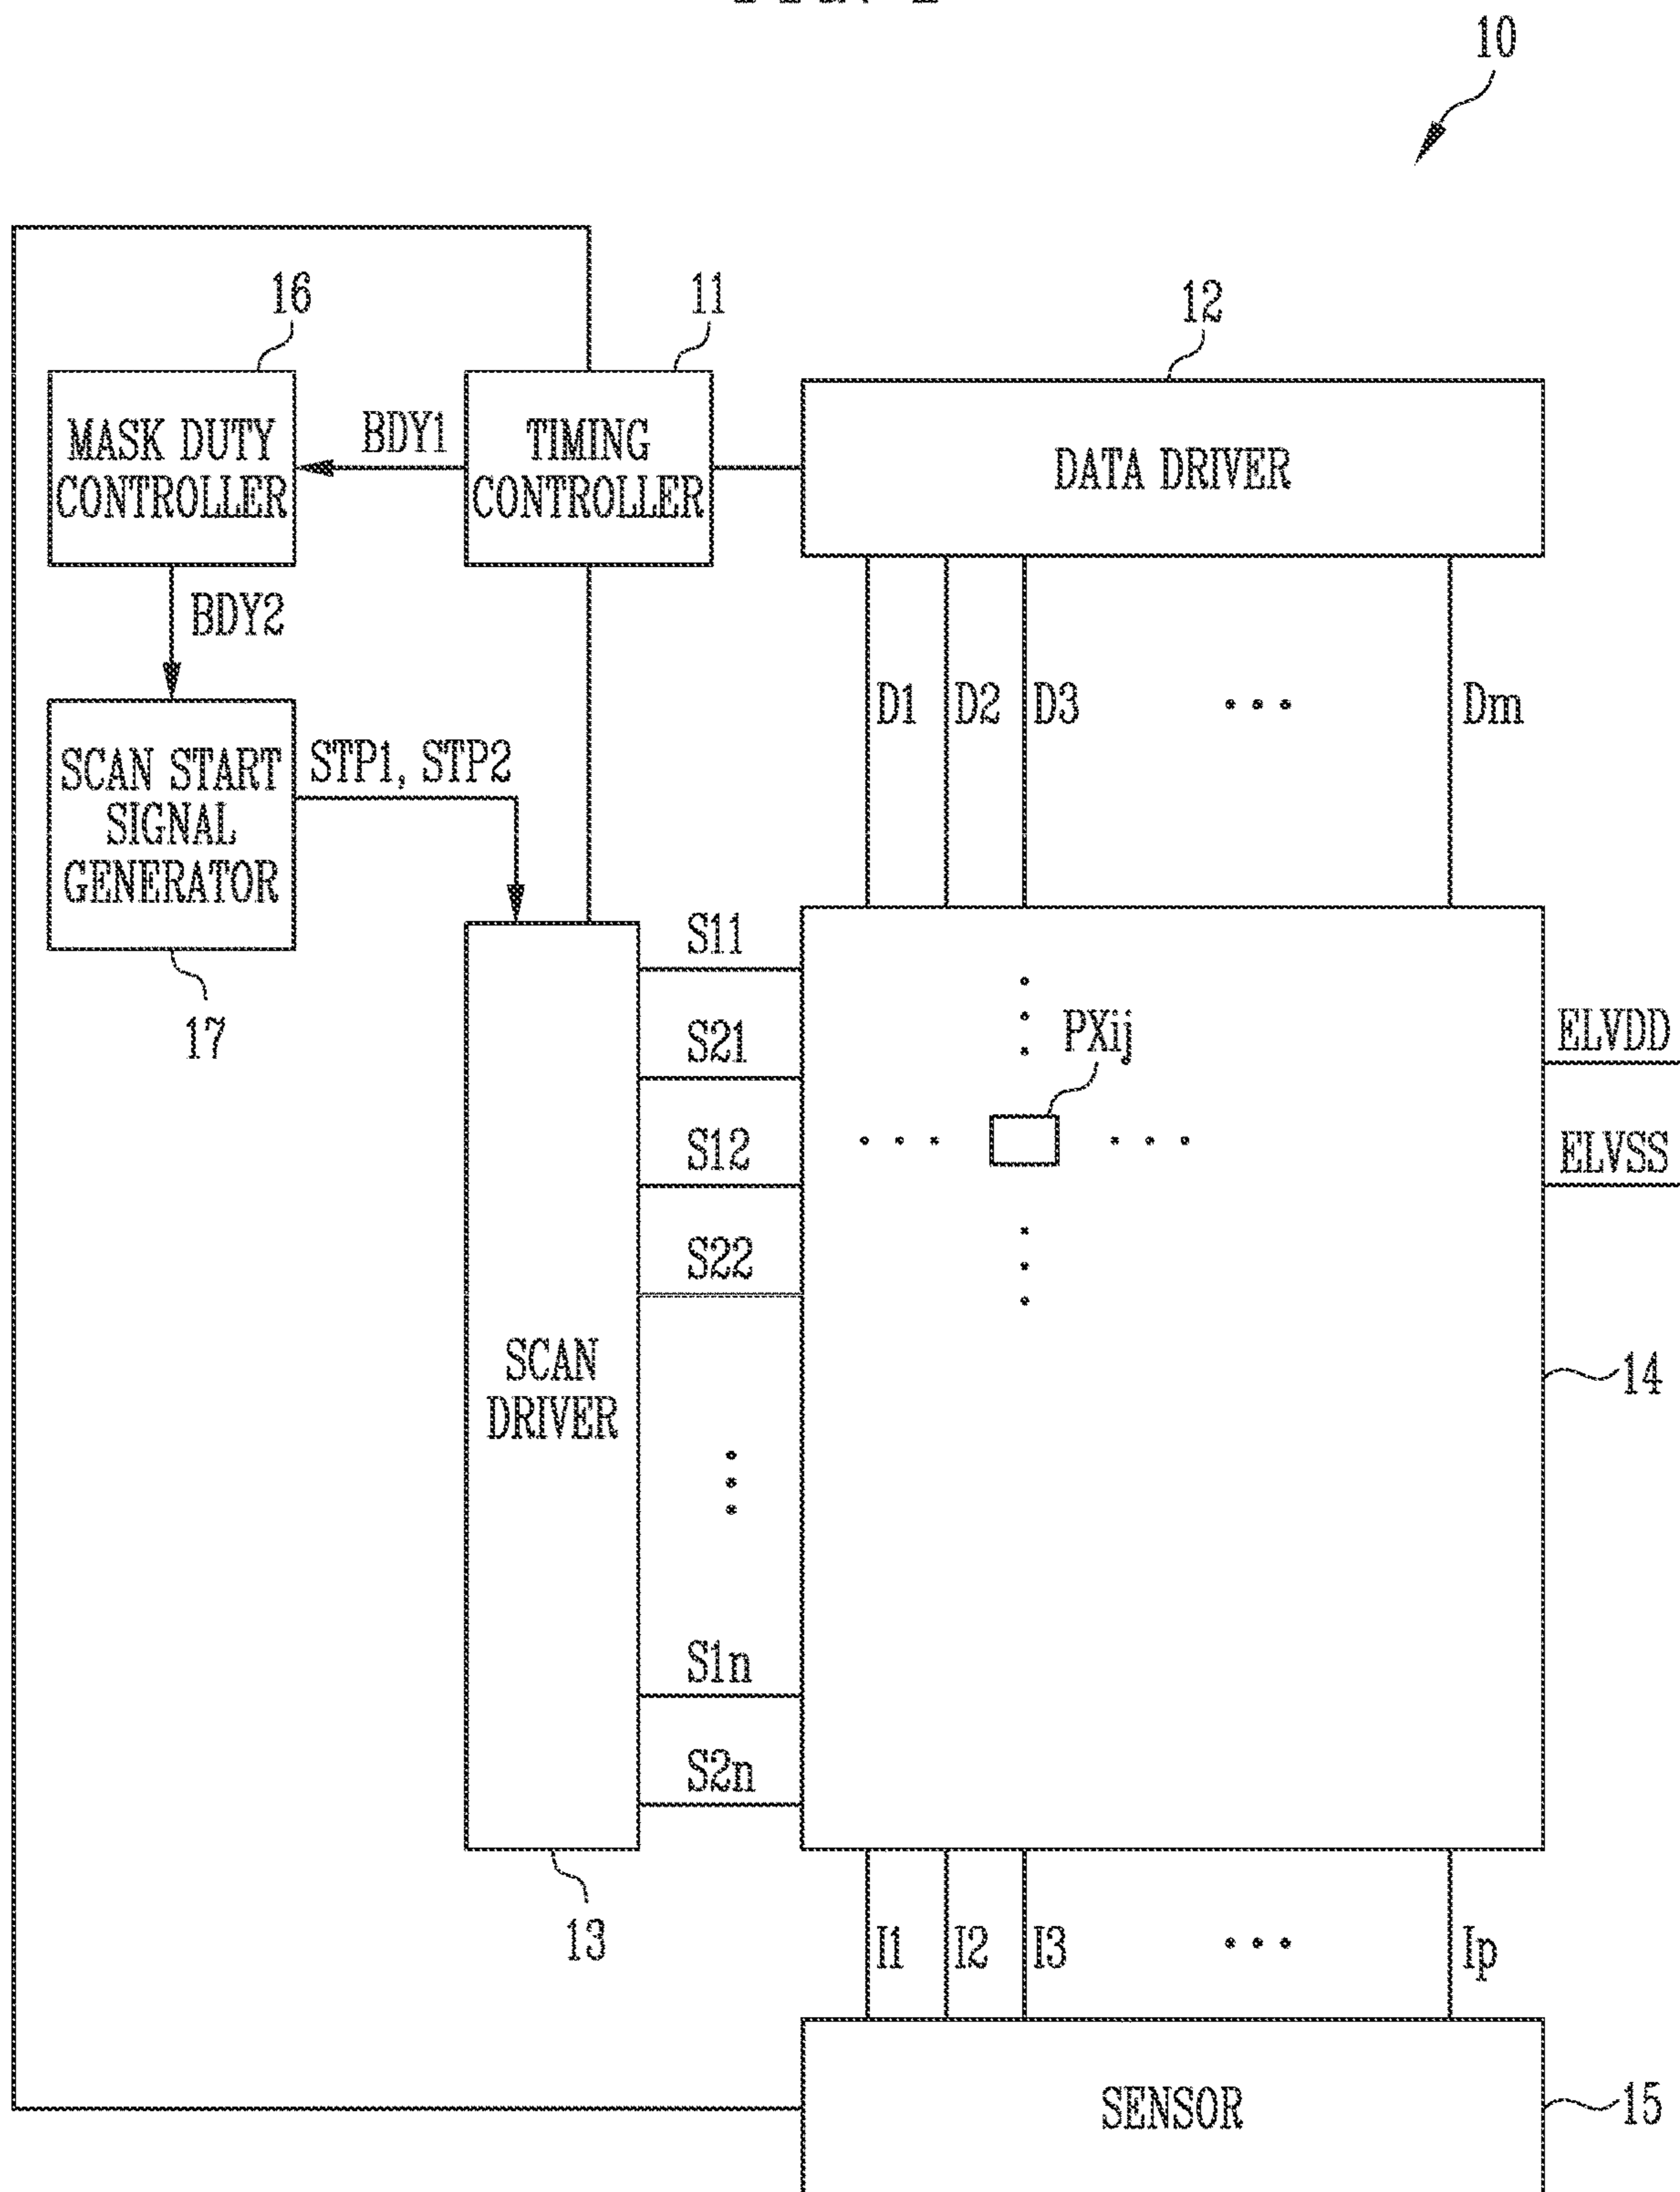 10
16
11
12
MASK DUTY
CONTROLLER
BDY1
TIMING
CONTROLLER
DATA DRIVER
BDY2
D1
D2
D3
Dm
SCAN START
SIGNAL
GENERATOR
STP1, STP2
17
S11
S21
S12
S22
PXij
ELVDD
ELVSS
SCAN
DRIVER
14
S1n
S2n
13
I1
I2
I3
Ip
SENSOR
15